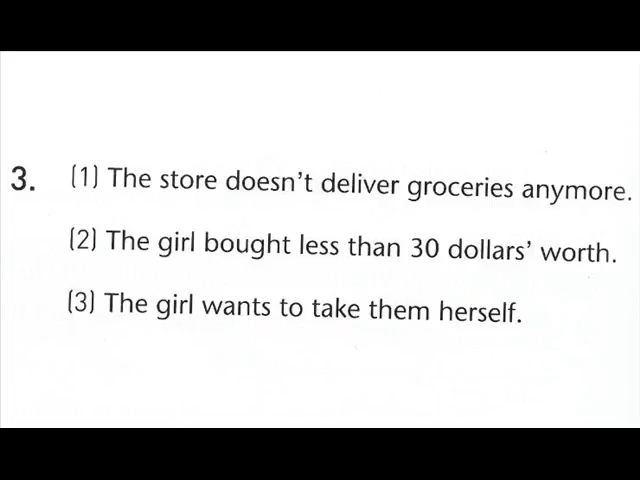 3. (1) The store doesn't deliver groceries anymore.
(2) The girl bought less than 30 dollars' worth.
(3) The girl wants to take them herself.